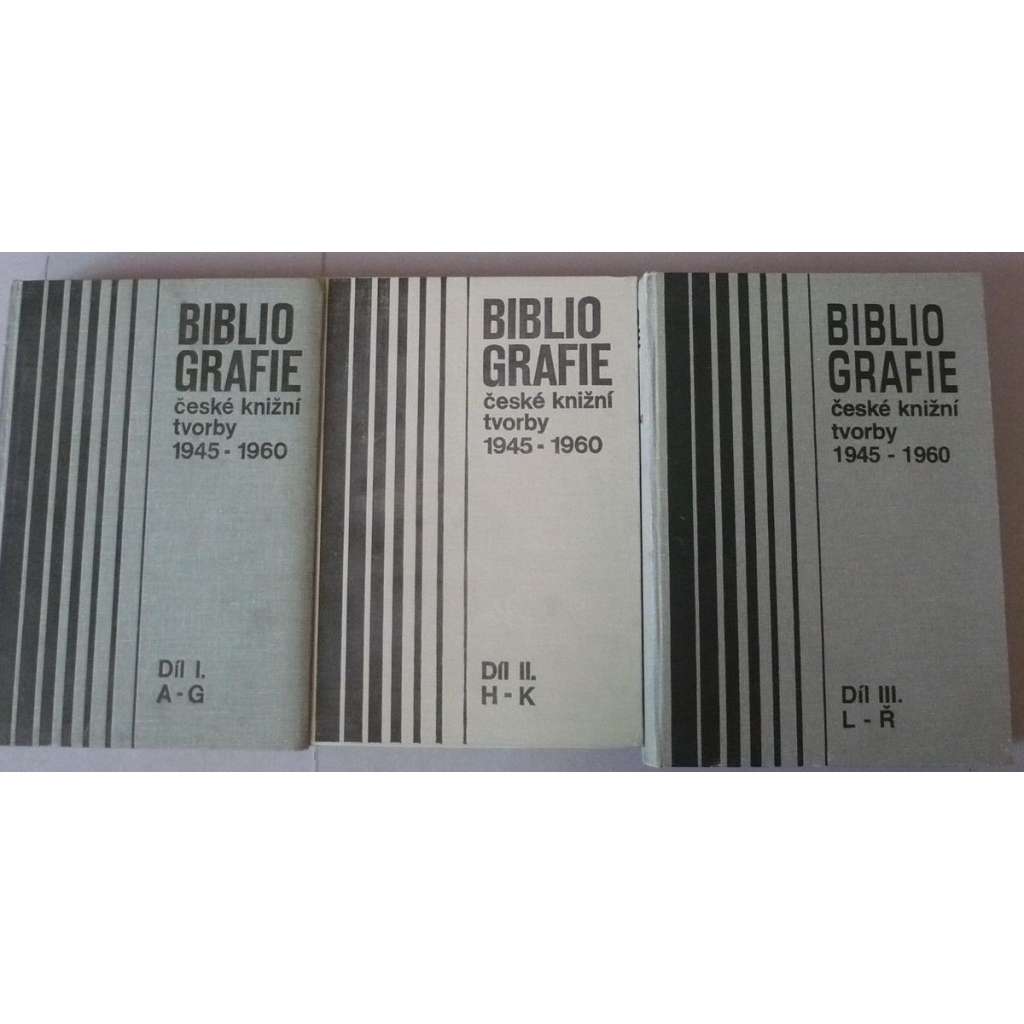 BIBLIO
GRAFIE
české knižní
tvorby
1945 - 1960
Díl I.
A - G
BIBLIO
GRAFIE
české knižní
tvorby
1945 - 1960
Díl II.
H - K
BIBLIO
GRAFIE
české knižní
tvorby
1945 - 1960
Díl III.
L - Ř